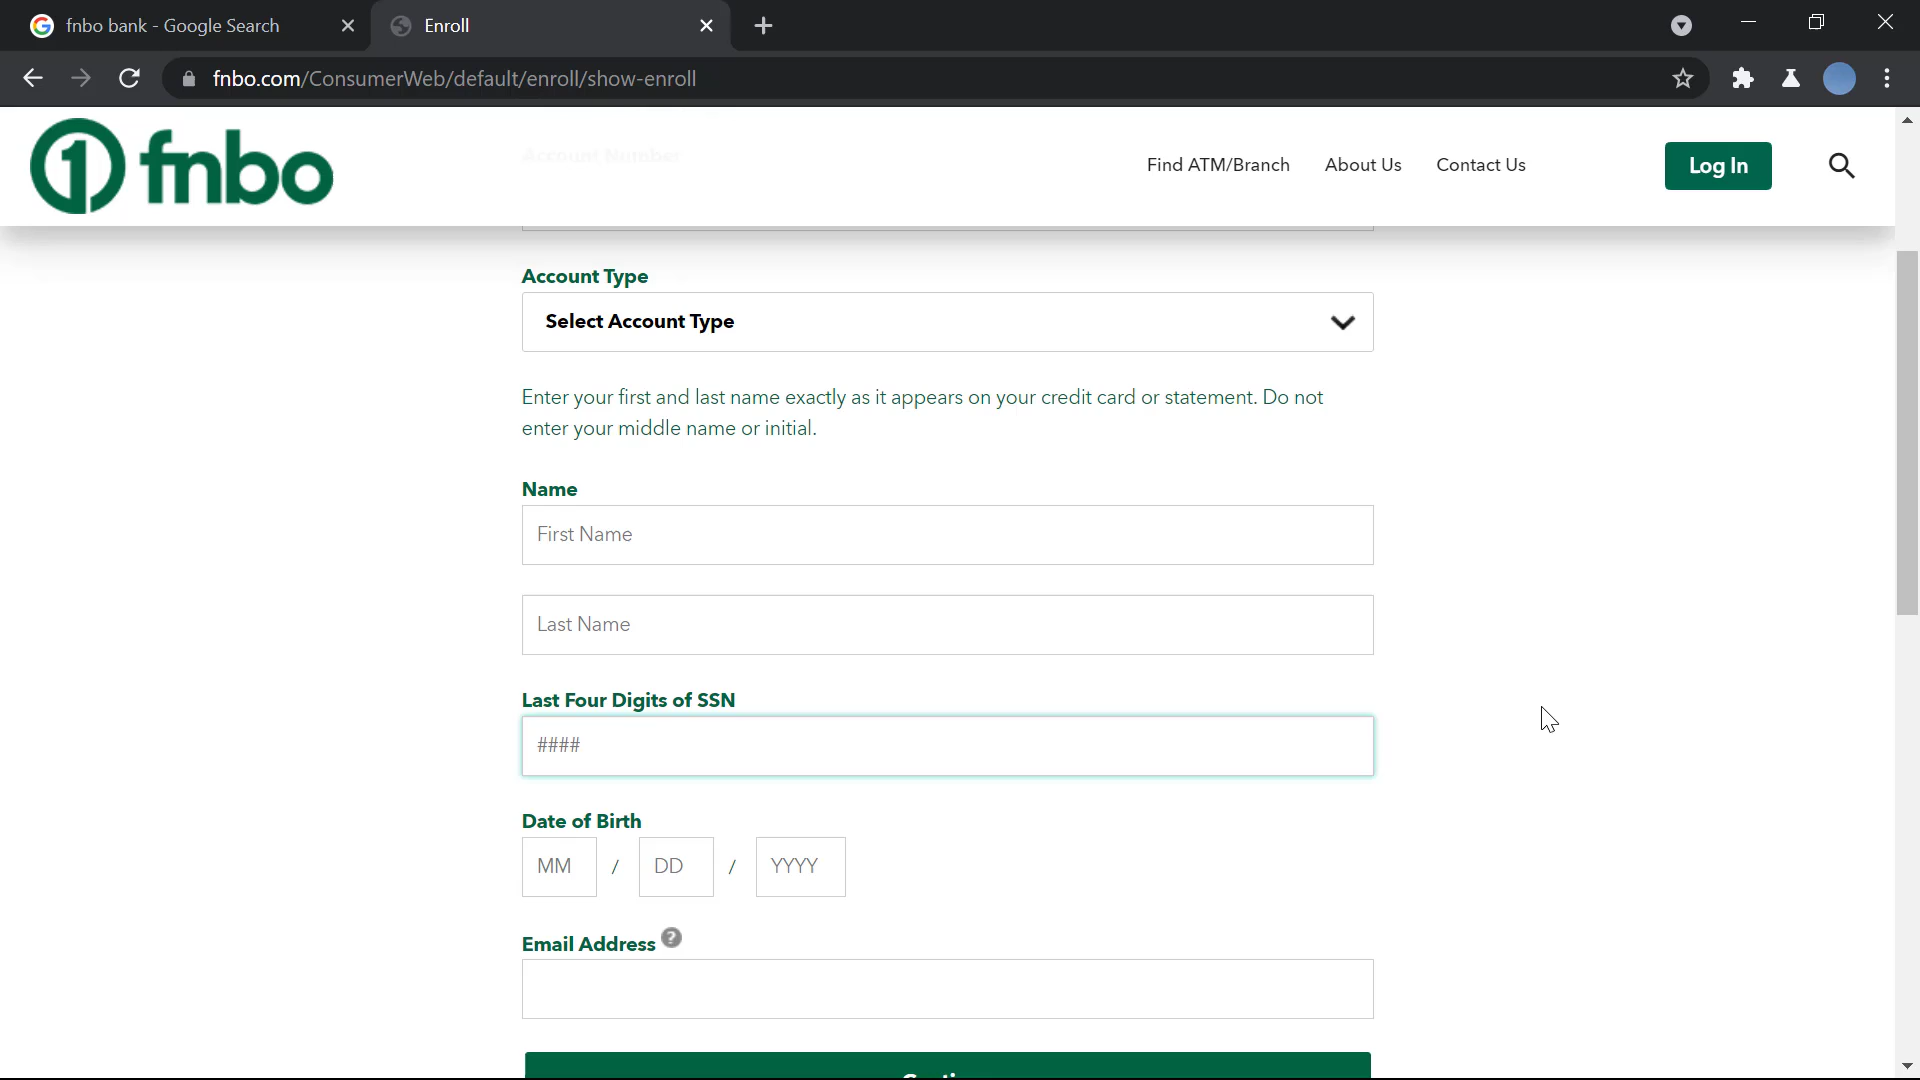 fnbo bank - Google Search
Enroll
fnbo.com/ConsumerWeb/default/enroll/show-enroll
fnbo
Account Number
Find ATM/Branch
About Us
Contact Us
Log In
Account Type
Select Account Type
Enter your first and last name exactly as it appears on your credit card or statement. Do not
enter your middle name or initial.
Name
First Name
Last Name
Last Four Digits of SSN
####
Date of Birth
MM / DD / YYYY
Email Address ?